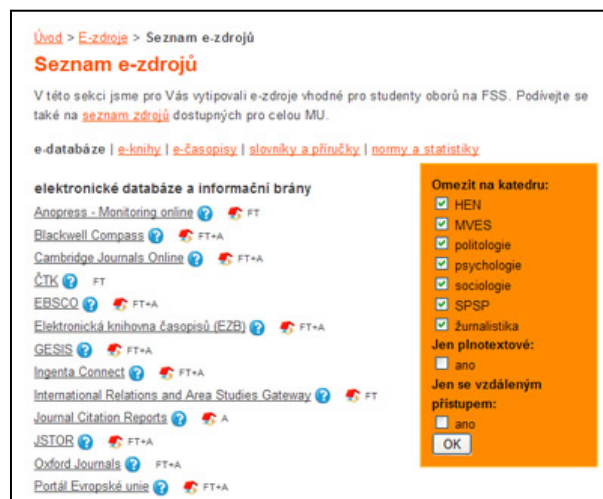 Úvod > E-zdroje > Seznam e-zdrojů
Seznam e-zdrojů
V této sekci jsme pro Vás vytipovali e-zdroje vhodné pro studenty oborů na FSS. Podívejte se
také na seznam zdrojů dostupných pro celou MU.
e-databáze | e-knihy | e-časopisy | slovníky a příručky | normy a statistiky
elektronické databáze a informační brány
Anopress - Monitoring online ? FT
Blackwell Compass ? FT+A
Cambridge Journals Online ? FT+A
ČTK ? FT
EBSCO ? FT+A
Elektronická knihovna časopisů (EZB) ? FT+A
GESIS ? FT+A
Ingenta Connect ? FT+A
International Relations and Area Studies Gateway ? FT
Journal Citation Reports ? A
JSTOR ? FT+A
Oxford Journals ? FT+A
Portál Evropské unie ? FT+A
Omezit na katedru:
HEN
MVES
politologie
psychologie
sociologie
SPSP
žurnalistika
Jen plnotextové:
ano
Jen se vzdáleným
přístupem:
ano
OK